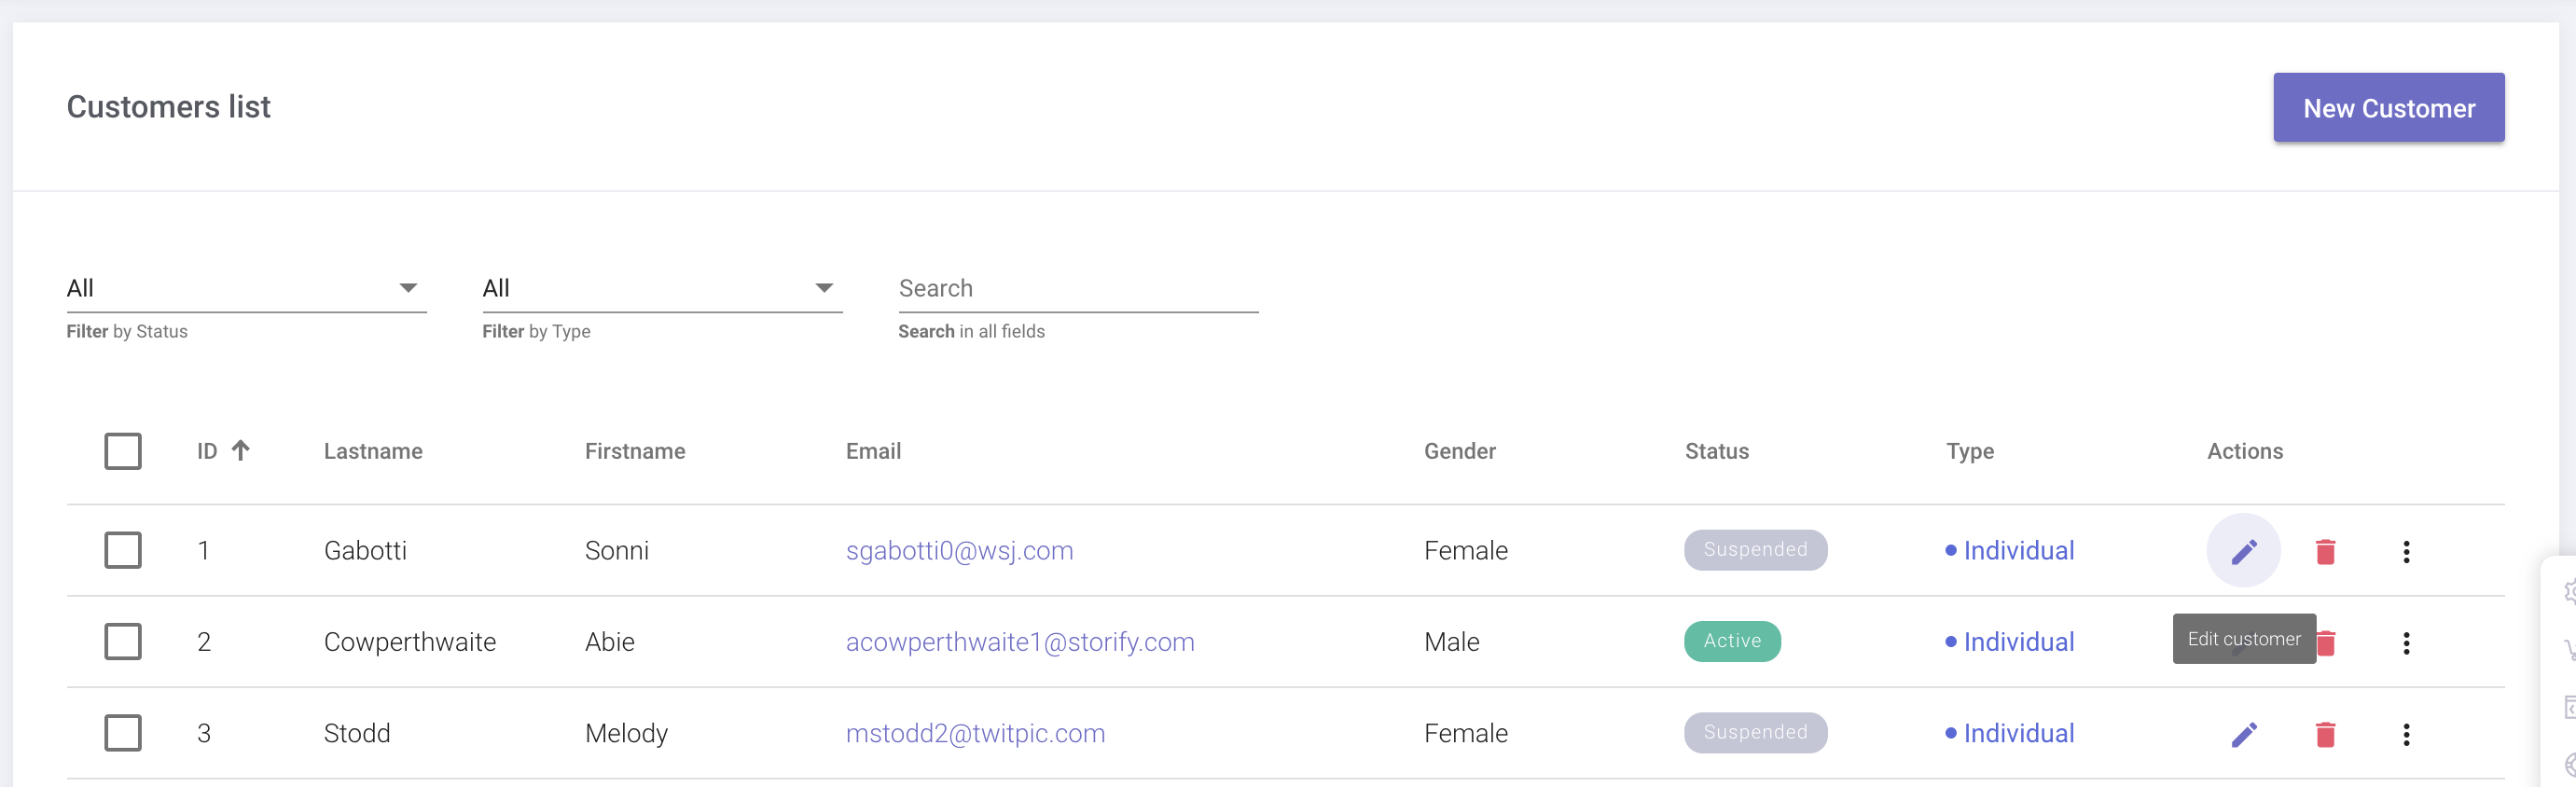 Customers list
New Customer
All
All
Search
Filter by Status
Filter by Type
Search in all fields
ID Lastname Firstname Email Gender Status Type Actions
1 Gabotti Sonni sgabotti0@wsj.com Female Suspended Individual
2 Cowperthwaite Abie acowperthwaite1@storify.com Male Active Individual Edit customer
3 Stodd Melody mstodd2@twitpic.com Female Suspended Individual